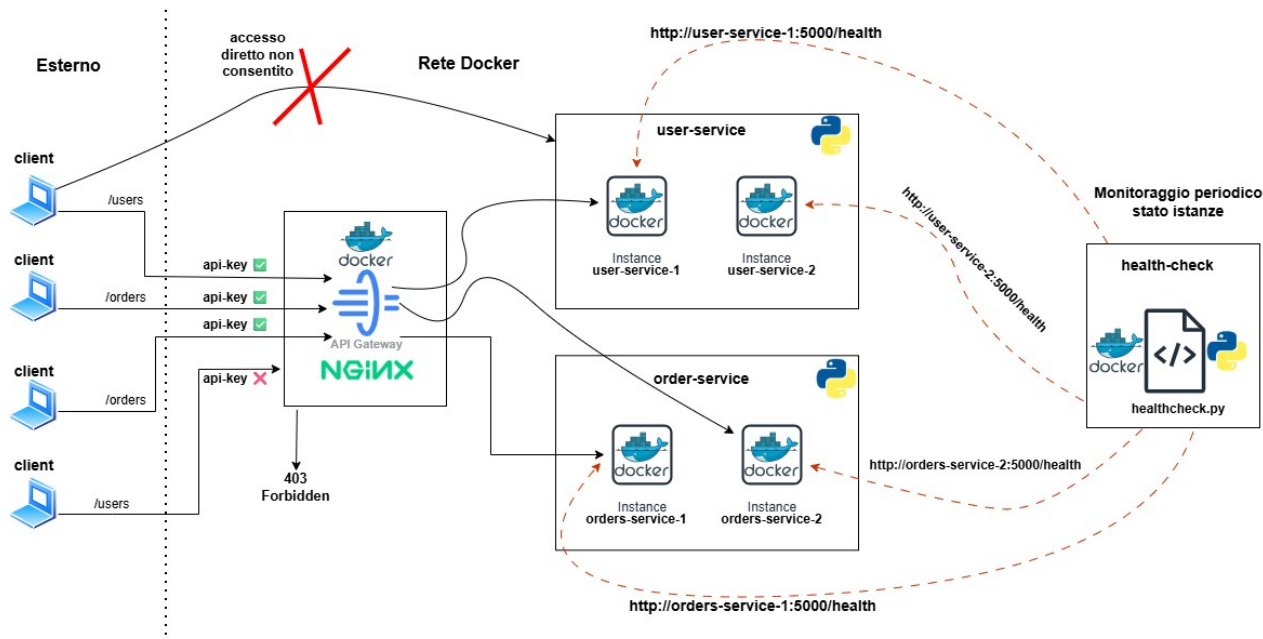 accesso
diretto non
consentito
http://user-service-1:5000/health
Esterno
Rete Docker
user-service
client
/users
docker
docker
Instance
user-service-1
Instance
user-service-2
http://user-service-2:5000/health
Monitoraggio periodico
stato istanze
health-check
docker
healthcheck.py
docker
API Gateway
NGINX
client
api-key ✅
/orders
api-key ✅
api-key ✅
client
api-key ❌
/orders
403
Forbidden
client
/users
order-service
docker
docker
Instance
orders-service-1
Instance
orders-service-2
http://orders-service-2:5000/health
http://orders-service-1:5000/health